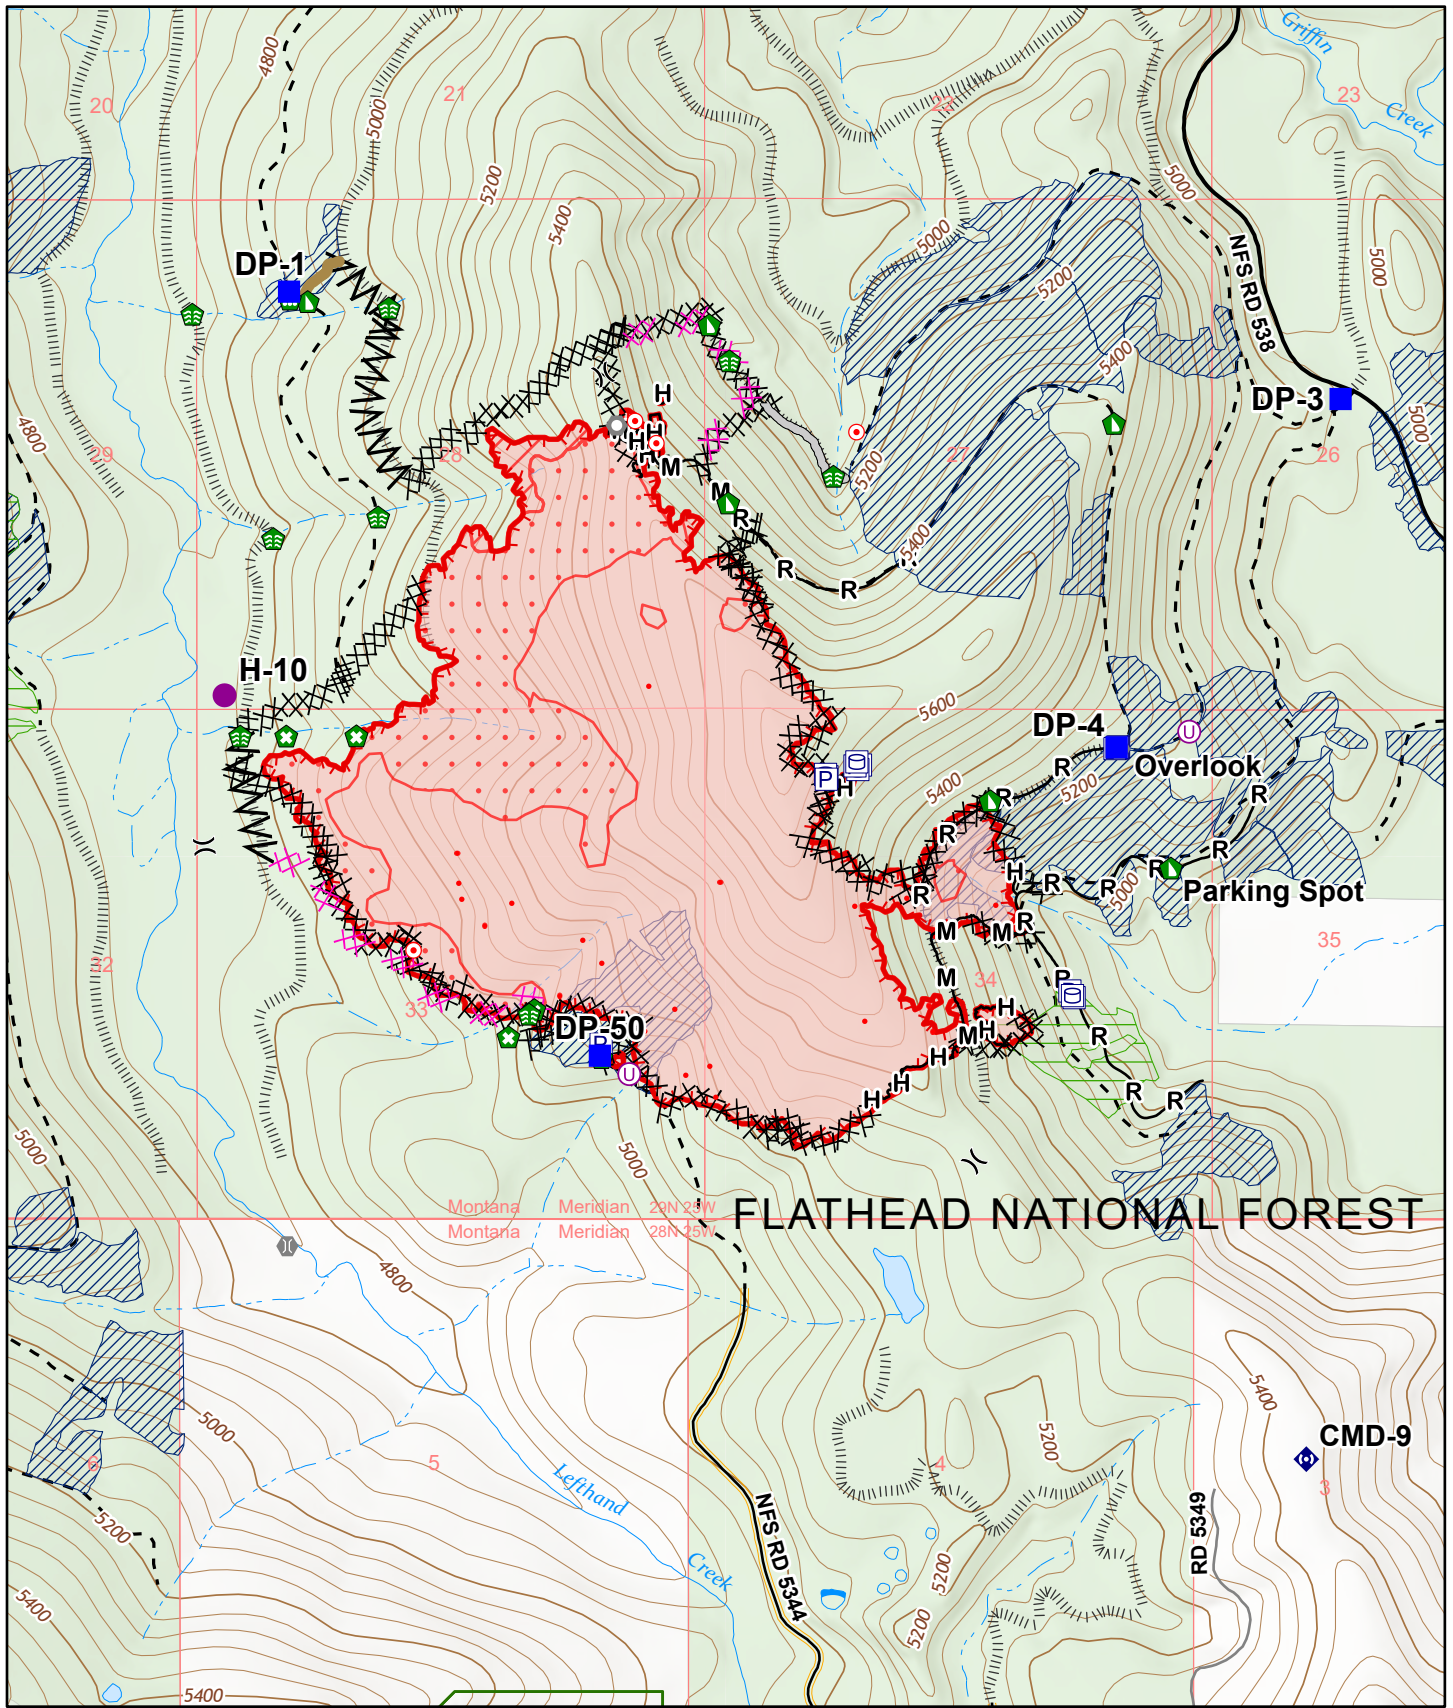 Griffin
Creek
4800
20
21
5000
22
23
5200
5000
5400
5000
5000
DP-1
NFS RD 538
5200
5400
H
DP-3
5000
4800
29
28
H
H
H
M
27
26
5200
M
R
5400
R
R
H-10
5600
DP-4
Overlook
R
5400
5200
H
R
R
R
R
R
H
R
R
R
5000
Parking Spot
R
R
M
M
35
32
33
M
34
R
P
H
DP-50
H
M
R
H
U
H
R
R
H
5000
5000
Montana Meridian 29N 25W
Montana Meridian 28N 25W
FLATHEAD NATIONAL FOREST
4800
5400
5000
5200
CMD-9
6
5
4
3
Lefthand
Creek
NFS RD 5344
RD 5349
5200
5200
5200
5400
5400